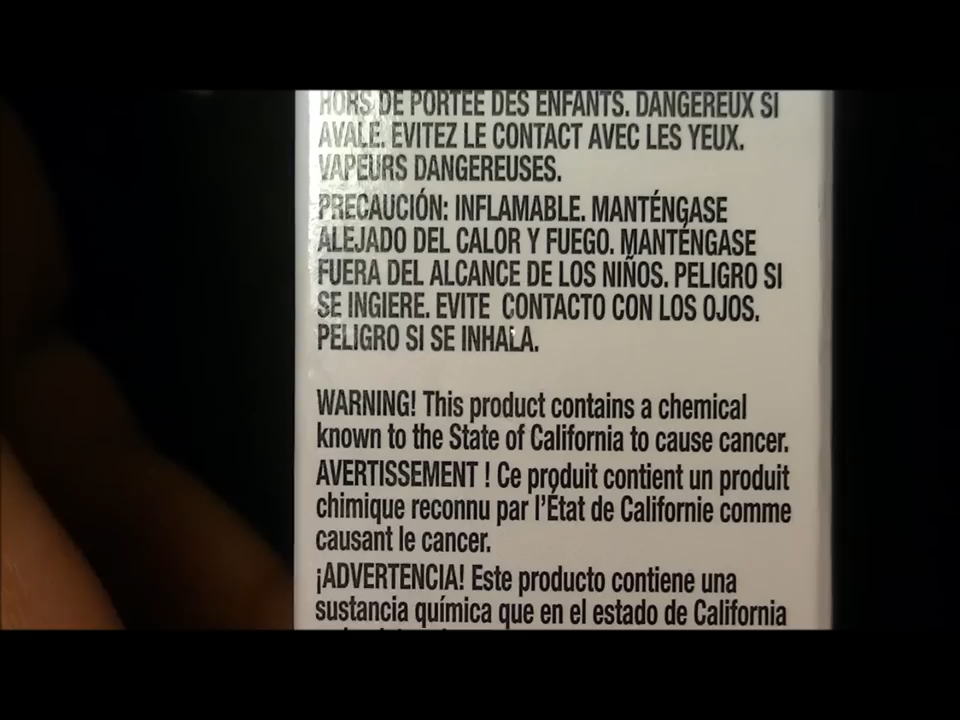 HORS DE PORTÉE DES ENFANTS. DANGEREUX SI
AVALÉ. EVITEZ LE CONTACT AVEC LES YEUX.
VAPEURS DANGEREUSES.
PRECAUCIÓN: INFLAMABLE. MANTÉNGASE
ALEJADO DEL CALOR Y FUEGO. MANTÉNGASE
FUERA DEL ALCANCE DE LOS NIÑOS. PELIGRO SI
SE INGIERE. EVITE CONTACTO CON LOS OJOS.
PELIGRO SI SE INHALA.
WARNING! This product contains a chemical
known to the State of California to cause cancer.
AVERTISSEMENT ! Ce produit contient un produit
chimique reconnu par l'État de Californie comme
causant le cancer.
¡ADVERTENCIA! Este producto contiene una
sustancia química que en el estado de California